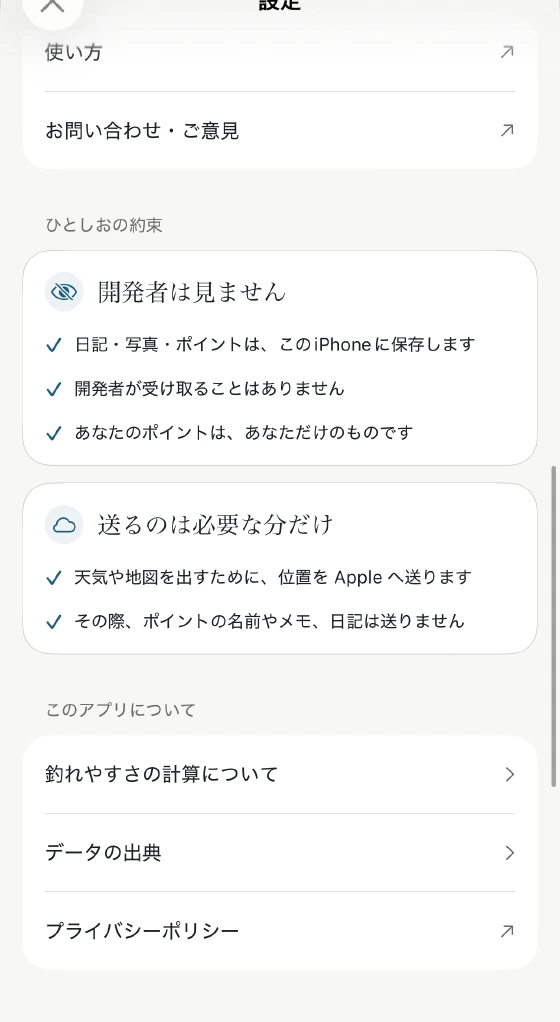 設定
使い方
お問い合わせ・ご意見
ひとしおの約束
開発者は見ません
日記・写真・ポイントは、このiPhoneに保存します
開発者が受け取ることはありません
あなたのポイントは、あなただけのものです
送るのは必要な分だけ
天気や地図を出すために、位置を Apple へ送ります
その際、ポイントの名前やメモ、日記は送りません
このアプリについて
釣れやすさの計算について
データの出典
プライバシーポリシー